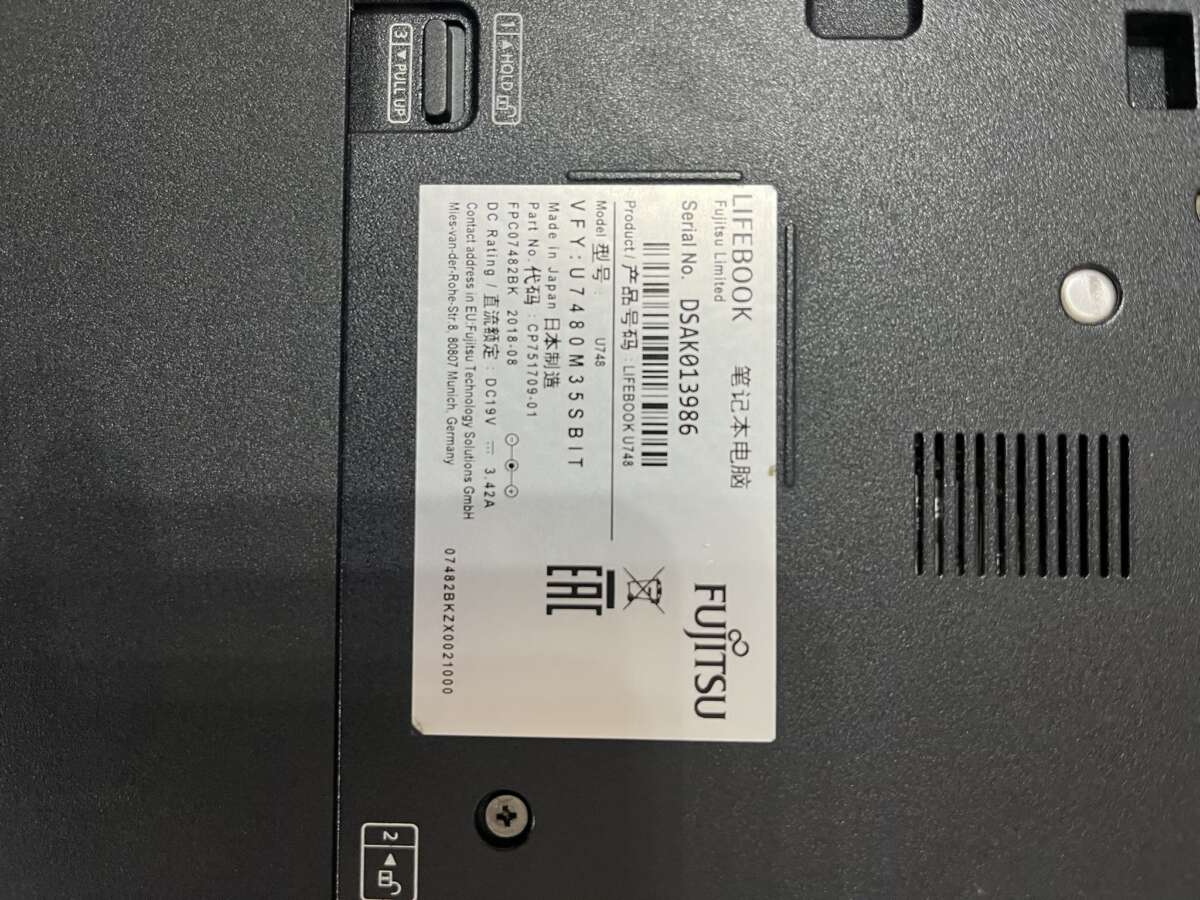 1 ▲ HOLD
3 ▼ PULL UP
LIFEBOOK 笔记本电脑
Fujitsu Limited
Serial No. DSAK013986
FUJITSU
Product / 产品号码 : LIFEBOOK U748
Model 型号 : U748
VFY:U7480M35SBIT
Made in Japan 日本制造
EAC
Part No. 代码 : CP751709-01
FPC07482BK 2018-08
DC Rating / 直流额定 : DC19V ⎓ 3.42A
Contact address in EU:Fujitsu Technology Solutions GmbH
Mies-van-der-Rohe-Str.8, 80807 Munich, Germany
07482BKZX0021000
2 ▲